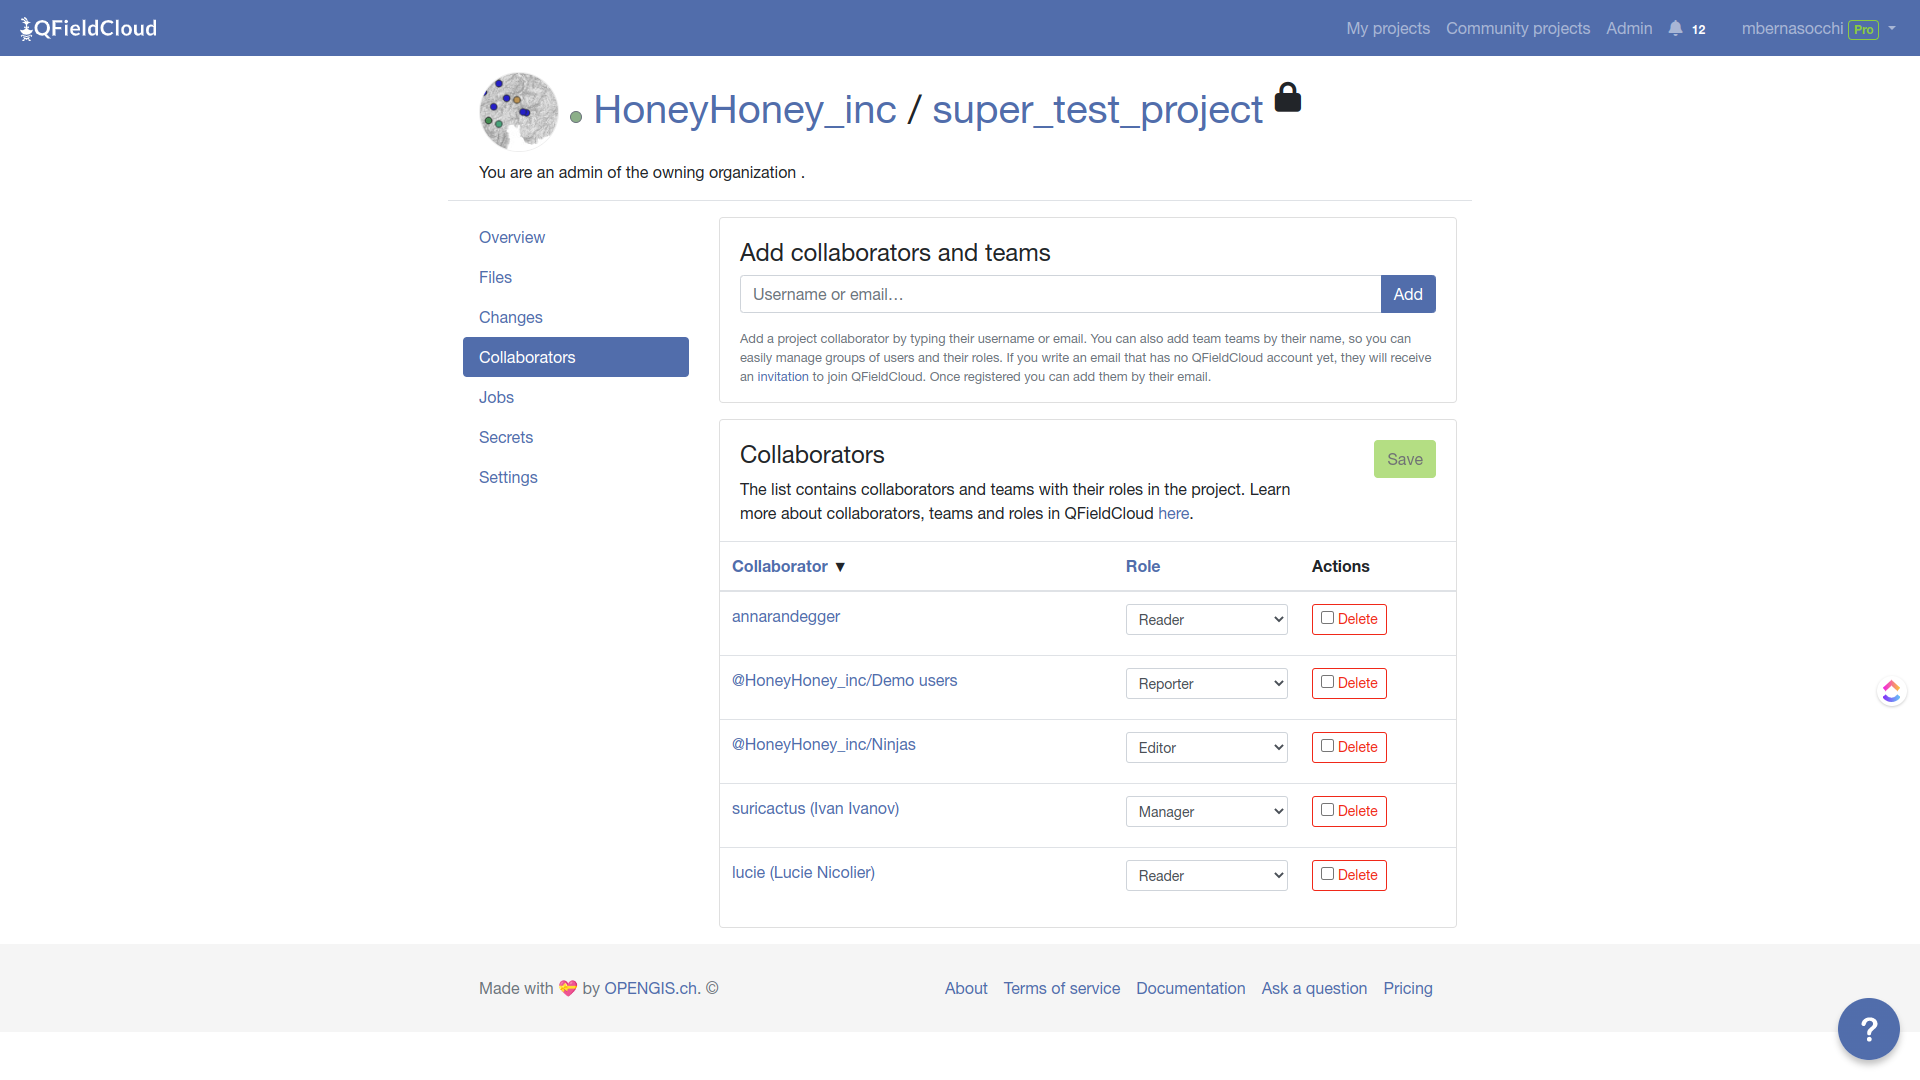 QFieldCloud
My projects Community projects Admin 12 mbernasocchi Pro
HoneyHoney_inc / super_test_project
You are an admin of the owning organization .
Overview
Files
Changes
Collaborators
Jobs
Secrets
Settings
Add collaborators and teams
Username or email… Add
Add a project collaborator by typing their username or email. You can also add team teams by their name, so you can
easily manage groups of users and their roles. If you write an email that has no QFieldCloud account yet, they will receive
an invitation to join QFieldCloud. Once registered you can add them by their email.
Collaborators Save
The list contains collaborators and teams with their roles in the project. Learn
more about collaborators, teams and roles in QFieldCloud here.
Collaborator ▼ Role Actions
annarandegger Reader Delete
@HoneyHoney_inc/Demo users Reporter Delete
@HoneyHoney_inc/Ninjas Editor Delete
suricactus (Ivan Ivanov) Manager Delete
lucie (Lucie Nicolier) Reader Delete
Made with 💝 by OPENGIS.ch. ©
About Terms of service Documentation Ask a question Pricing
?